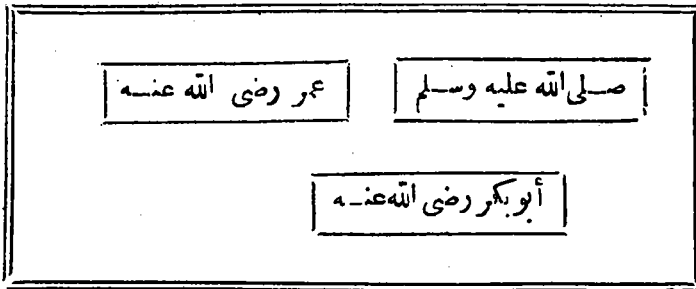 صلى الله عليه وسلم
عمر رضى الله عنه
أبو بكر رضى الله عنه